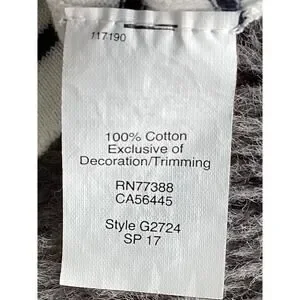 117190
100% Cotton
Exclusive of
Decoration/Trimming
RN77388
CA56445
Style G2724
SP 17